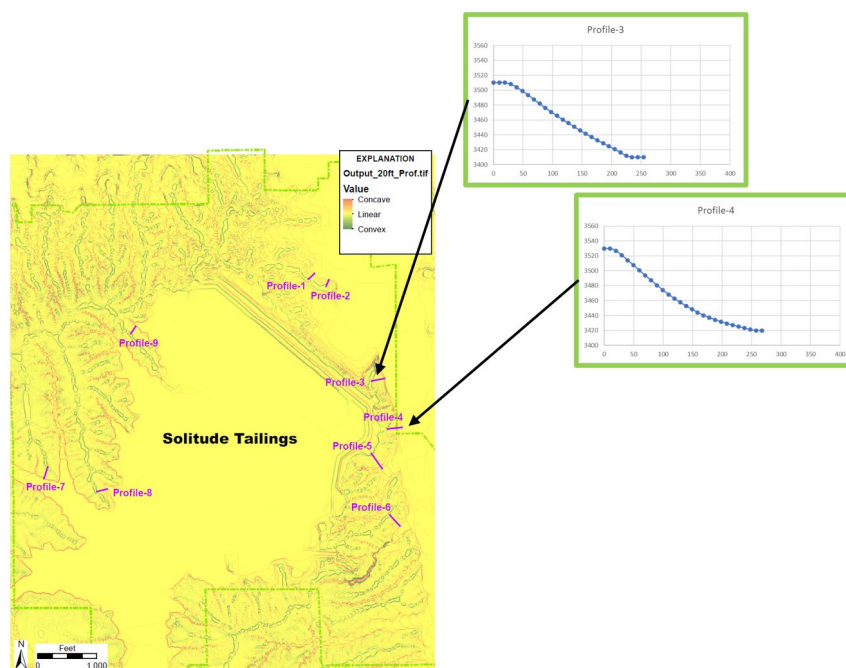 Profile-3
3560
3540
3520
3500
3480
3460
3440
3420
3400
0 50 100 150 200 250 300 350 400
EXPLANATION
Output_20ft_Prof.tif
Value
Concave
Linear
Convex
Profile-4
3560
3540
3520
3500
3480
3460
3440
3420
3400
0 50 100 150 200 250 300 350 400
Profile-1
Profile-2
Profile-9
Profile-3
Profile-4
Solitude Tailings
Profile-5
Profile-7
Profile-8
Profile-6
N
Feet
0 1,000